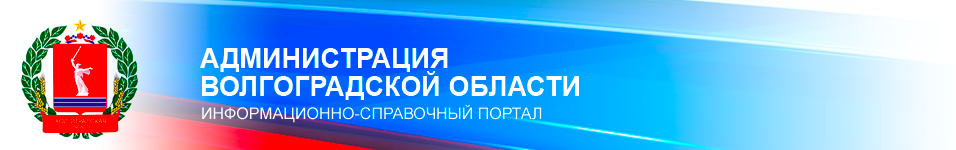 АДМИНИСТРАЦИЯ
ВОЛГОГРАДСКОЙ ОБЛАСТИ
ИНФОРМАЦИОННО-СПРАВОЧНЫЙ ПОРТАЛ